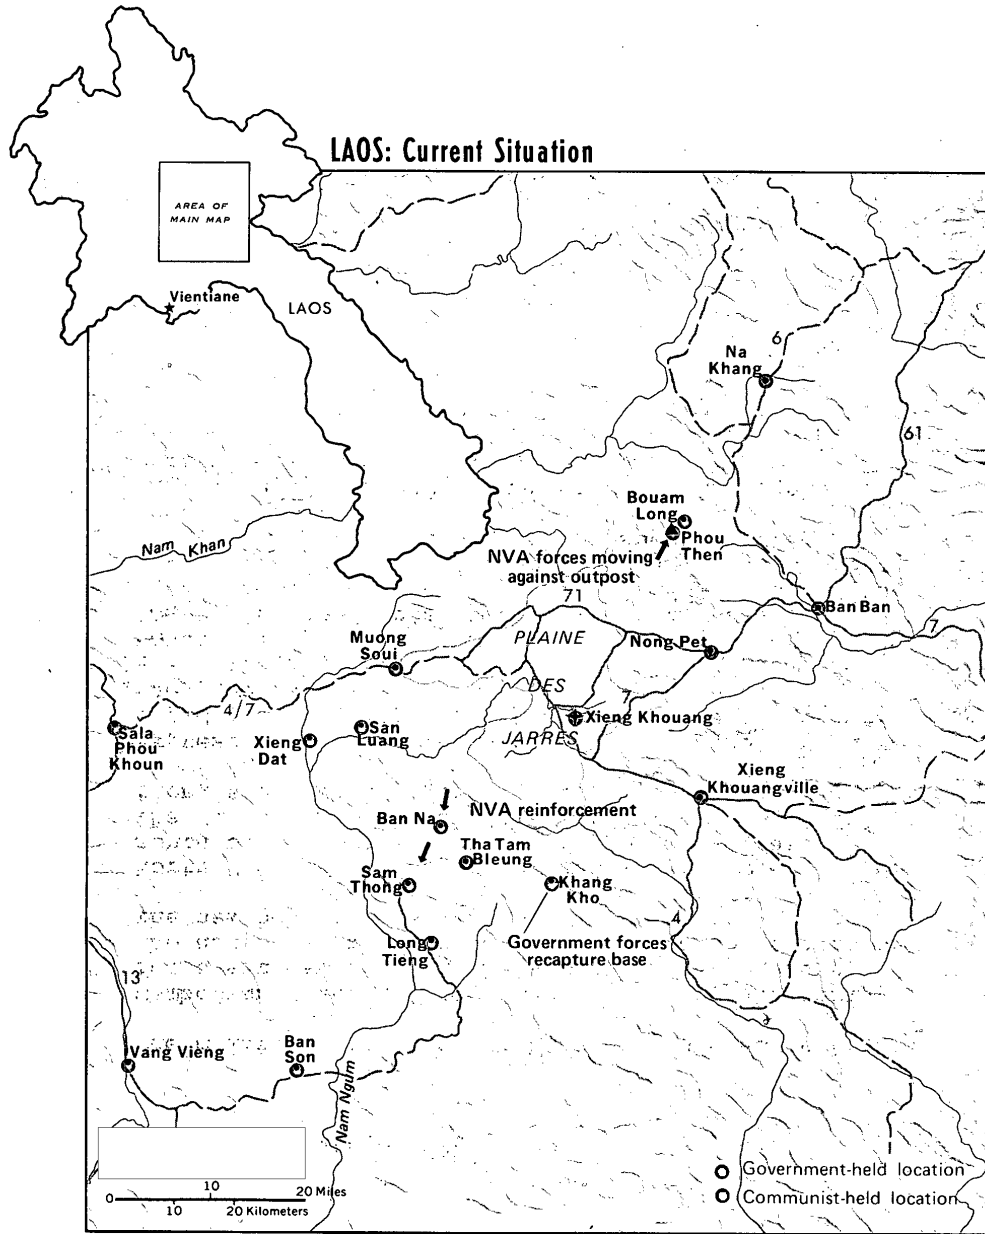 LAOS: Current Situation
AREA OF
MAIN MAP
Vientiane
LAOS
6
Na
Khang
61
Bouam
Long
Phou
Then
Nam Khan
NVA forces moving
against outpost
71
Ban Ban
7
Muong
Soui
PLAINE
Nong Pet
DES
7
4/7
Xieng Khouang
JARRES
Sala
Phou
Khoun
Xieng
Dat
San
Luang
Xieng
Khouangville
Ban Na
NVA reinforcement
Tha Tam
Bleung
Sam
Thong
Khang
Kho
4
Long
Tieng
Government forces
recapture base
13
Vang Vieng
Ban
Son
Nam Ngum
Government-held location
Communist-held location
10 20 Miles
0
10 20 Kilometers